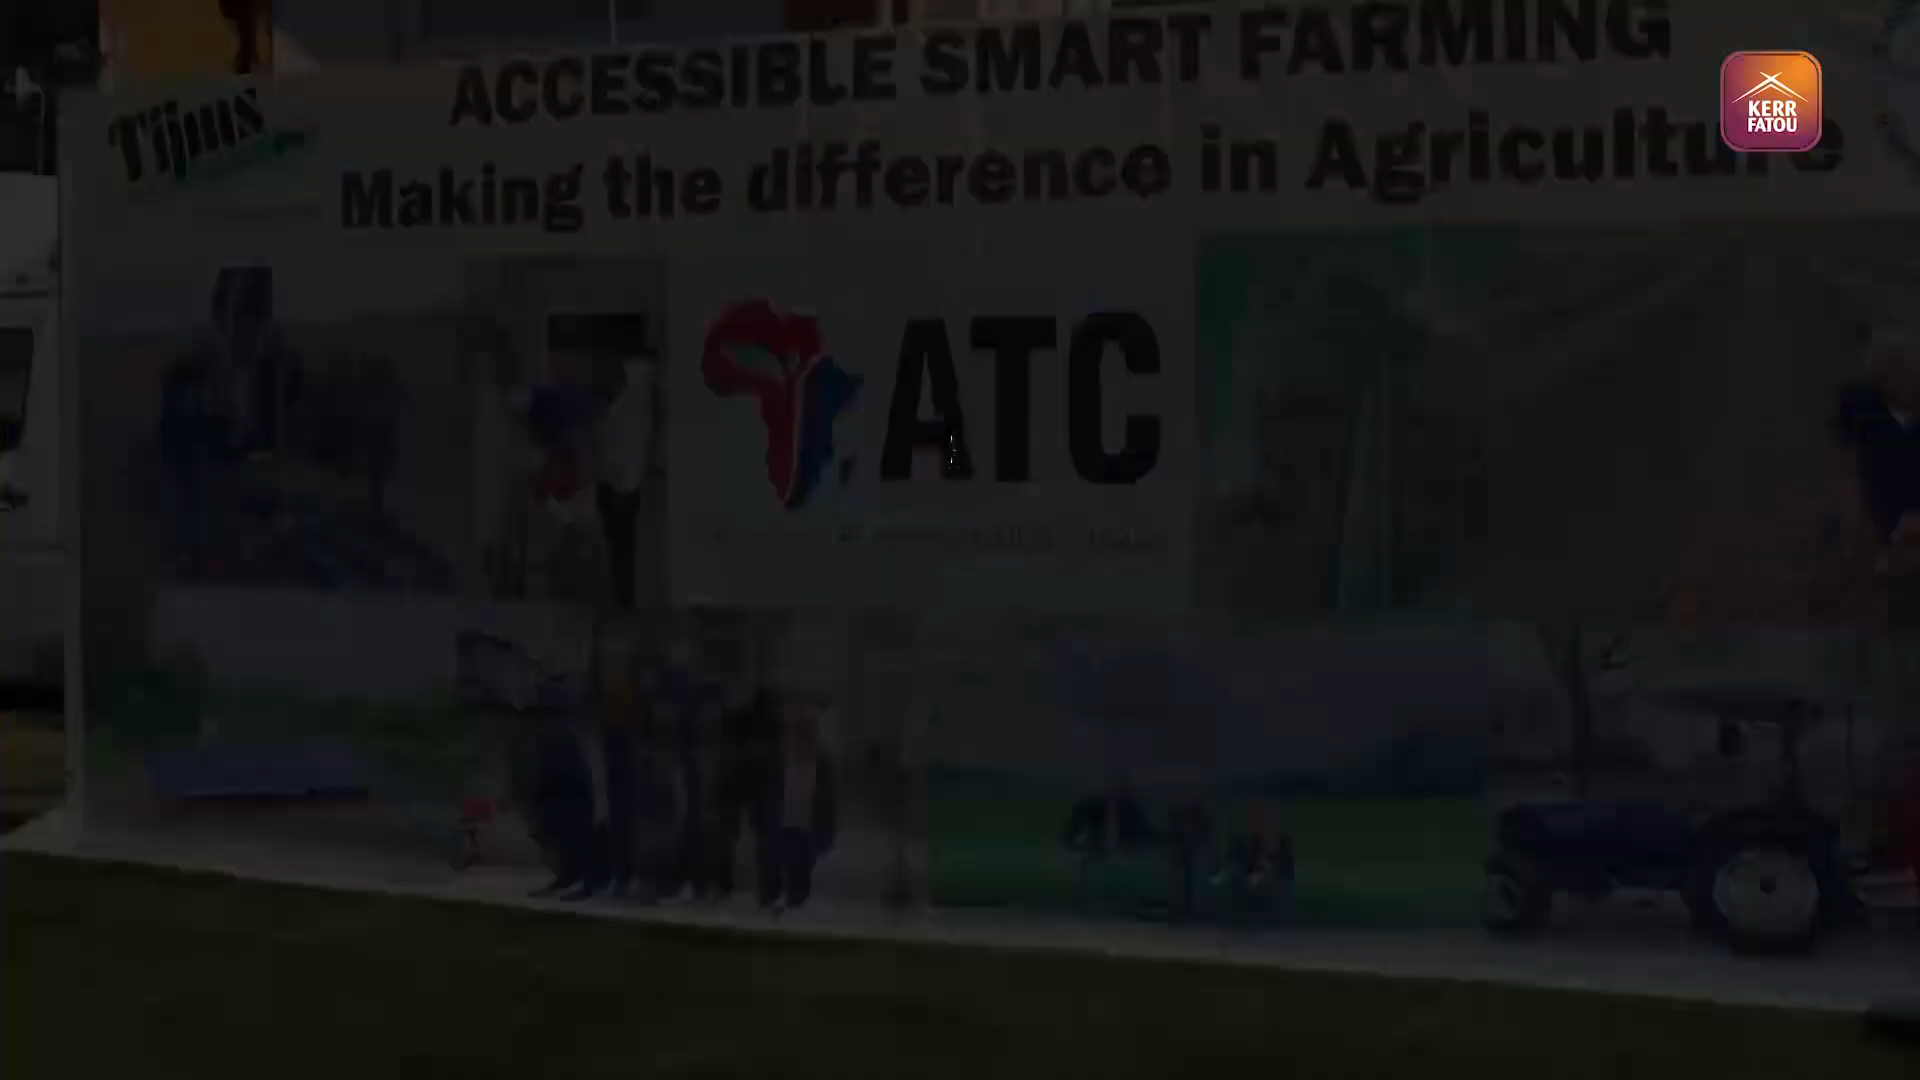 ACCESSIBLE SMART FARMING
Tijms
Making the difference in Agriculture
KERR
FATOU
ATC